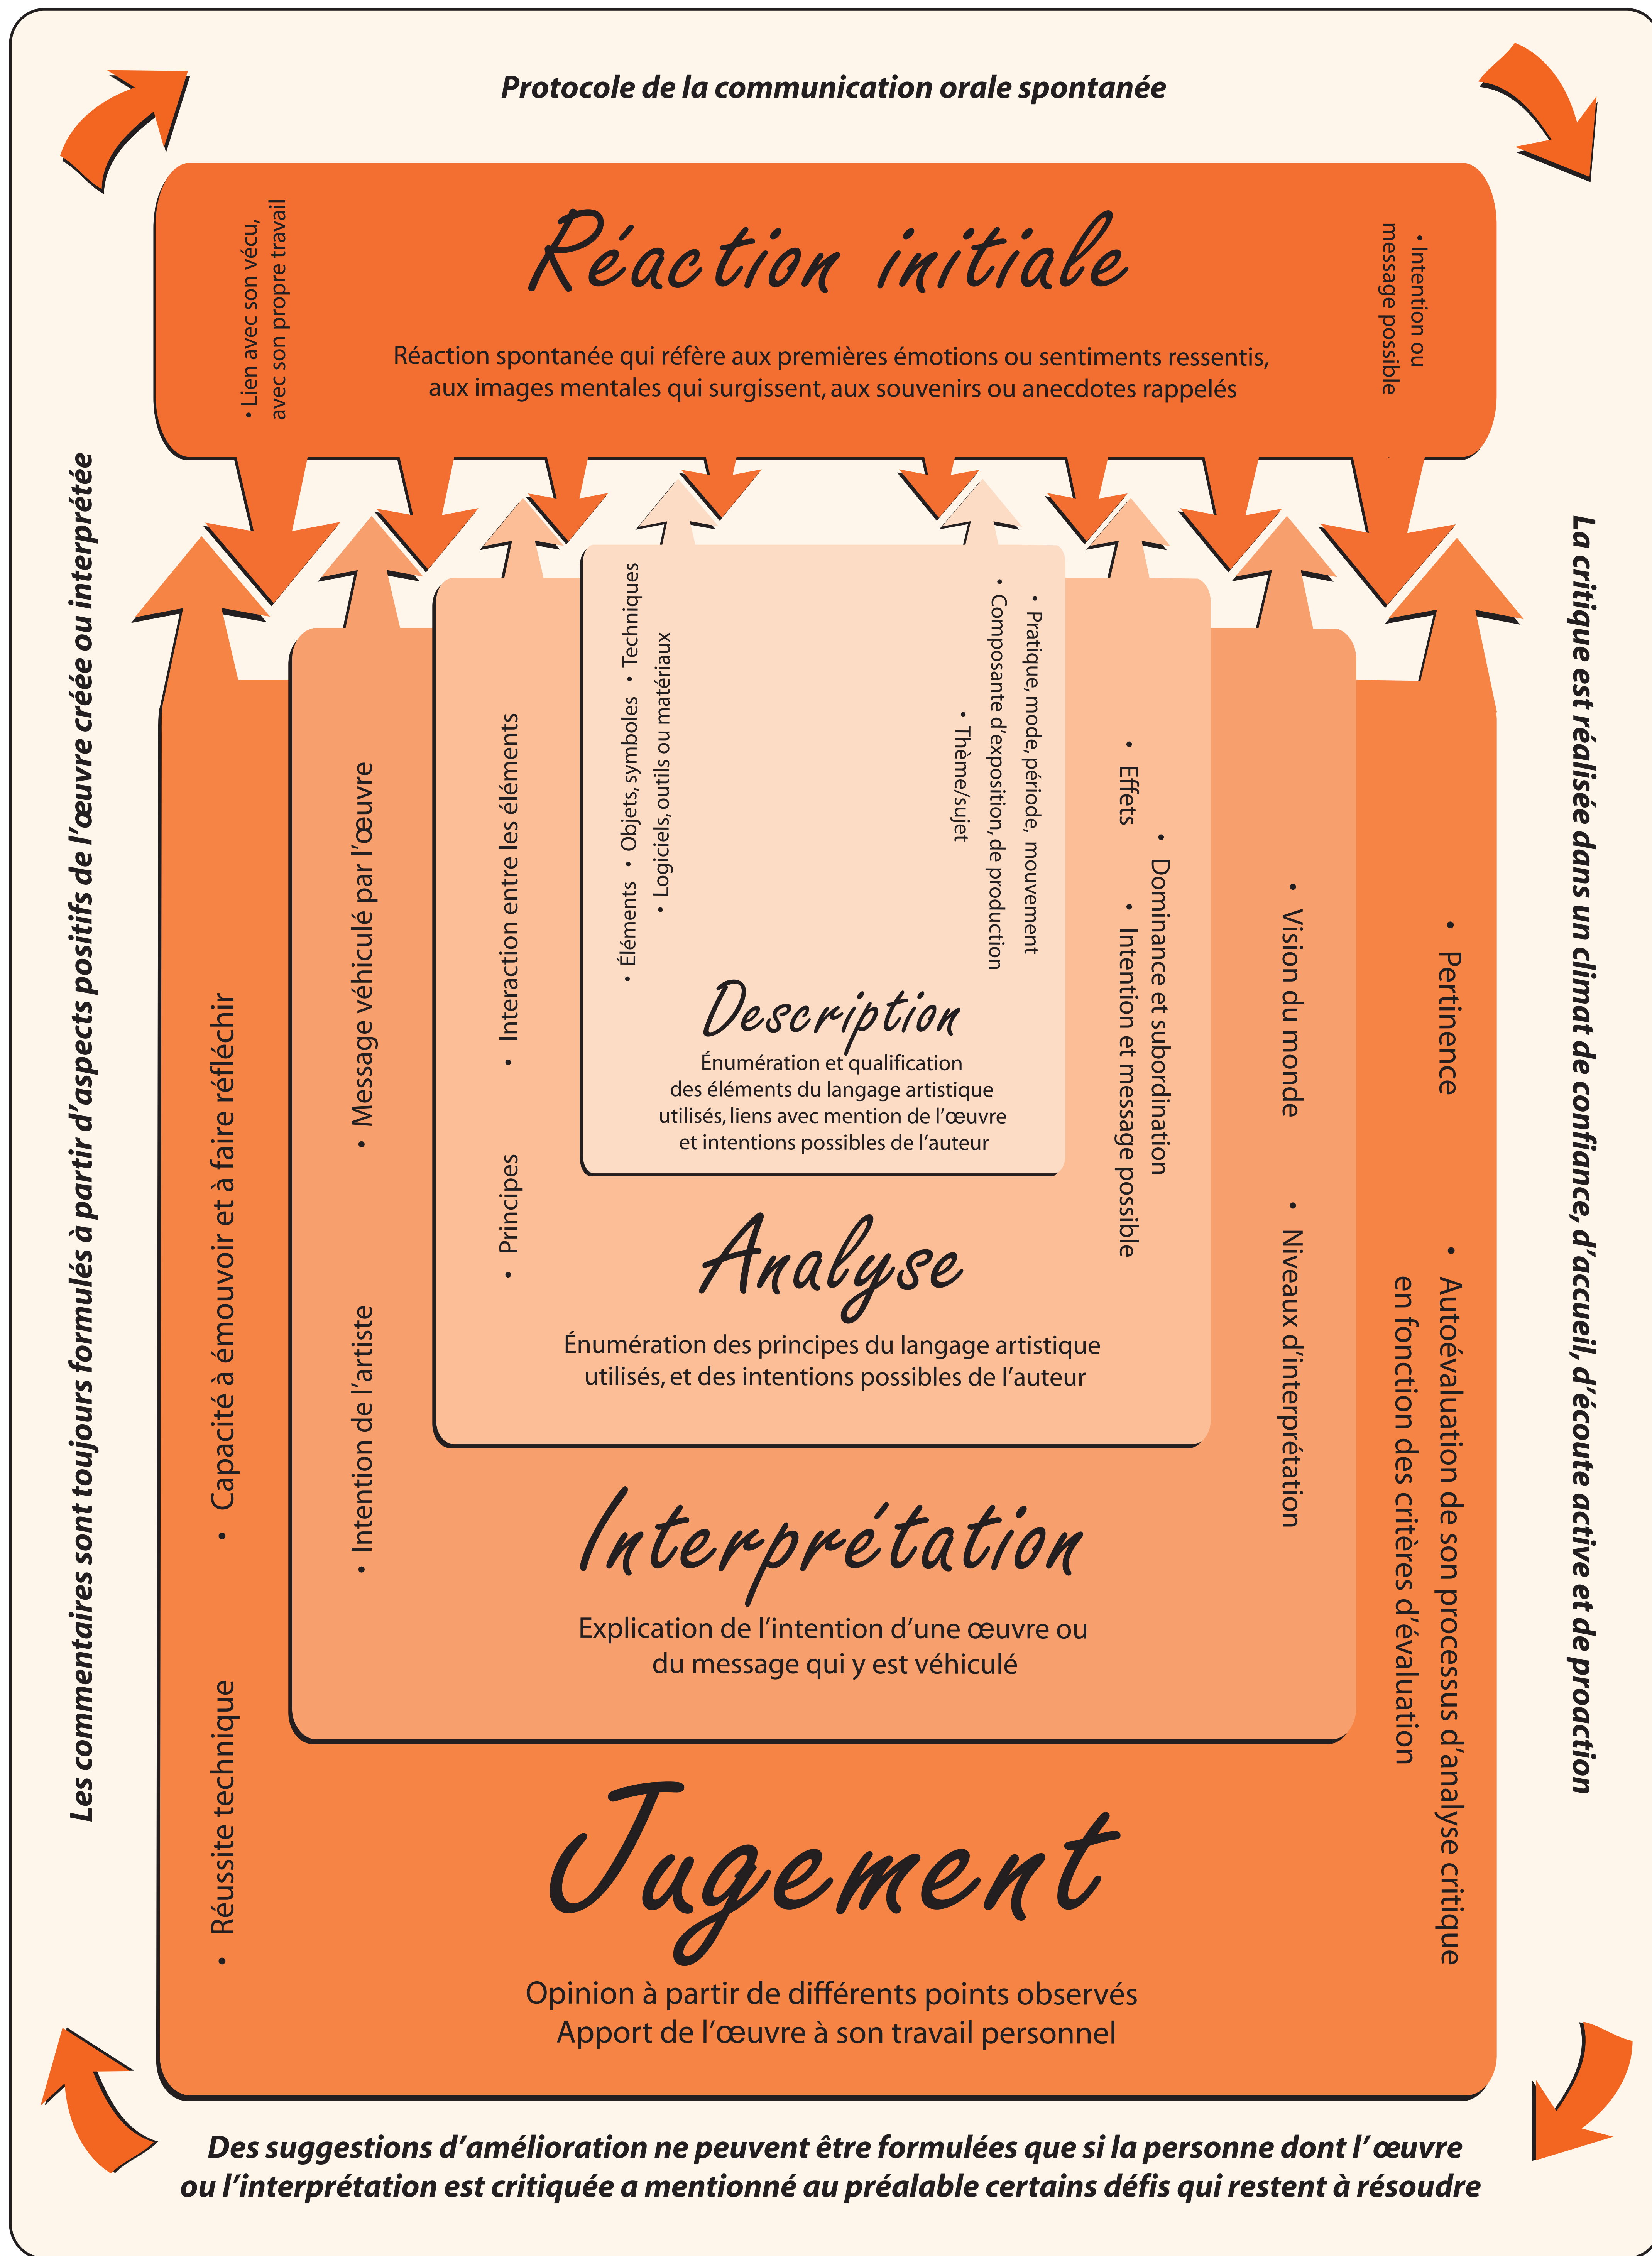 Protocole de la communication orale spontanée
Réaction initiale
• Lien avec son vécu,
avec son propre travail
• Intention ou
message possible
Réaction spontanée qui réfère aux premières émotions ou sentiments ressentis,
aux images mentales qui surgissent, aux souvenirs ou anecdotes rappelés
Les commentaires sont toujours formulés à partir d’aspects positifs de l’œuvre créée ou interprétée
La critique est réalisée dans un climat de confiance, d’accueil, d’écoute active et de proaction
• Éléments • Objets, symboles • Techniques
• Logiciels, outils ou matériaux
• Pratique, mode, période, mouvement
• Composante d’exposition, de production
• Thème/sujet
Description
Énumération et qualification
des éléments du langage artistique
utilisés, liens avec mention de l’œuvre
et intentions possibles de l’auteur
• Principes • Interaction entre les éléments
• Dominance et subordination
• Effets • Intention et message possible
Analyse
Énumération des principes du langage artistique
utilisés, et des intentions possibles de l’auteur
• Intention de l’artiste • Message véhiculé par l’œuvre
• Vision du monde • Niveaux d’interprétation
Interprétation
Explication de l’intention d’une œuvre ou
du message qui y est véhiculé
• Réussite technique • Capacité à émouvoir et à faire réfléchir
• Pertinence • Autoévaluation de son processus d’analyse critique
en fonction des critères d’évaluation
Jugement
Opinion à partir de différents points observés
Apport de l’œuvre à son travail personnel
Des suggestions d’amélioration ne peuvent être formulées que si la personne dont l’ œuvre
ou l’interprétation est critiquée a mentionné au préalable certains défis qui restent à résoudre